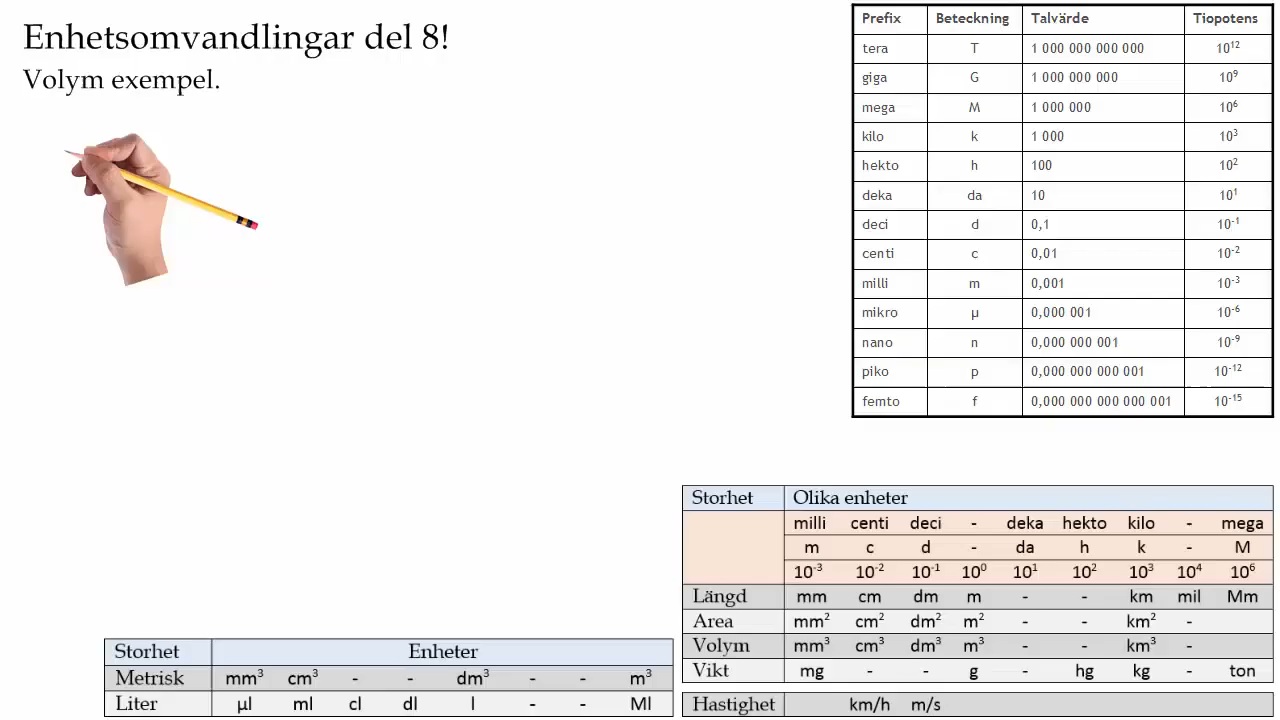 Enhetsomvandlingar del 8!
Volym exempel.
Prefix Beteckning Talvärde Tiopotens
tera T 1 000 000 000 000 10¹²
giga G 1 000 000 000 10⁹
mega M 1 000 000 10⁶
kilo k 1 000 10³
hekto h 100 10²
deka da 10 10¹
deci d 0,1 10⁻¹
centi c 0,01 10⁻²
milli m 0,001 10⁻³
mikro µ 0,000 001 10⁻⁶
nano n 0,000 000 001 10⁻⁹
piko p 0,000 000 000 001 10⁻¹²
femto f 0,000 000 000 000 001 10⁻¹⁵
Storhet Olika enheter
milli centi deci - deka hekto kilo - mega
m c d - da h k - M
10⁻³ 10⁻² 10⁻¹ 10⁰ 10¹ 10² 10³ 10⁴ 10⁶
Längd mm cm dm m - - km mil Mm
Area mm² cm² dm² m² - - km² -
Volym mm³ cm³ dm³ m³ - - km³ -
Vikt mg - - g - hg kg - ton
Hastighet km/h m/s
Storhet Enheter
Metrisk mm³ cm³ - - dm³ - - m³
Liter µl ml cl dl l - - Ml